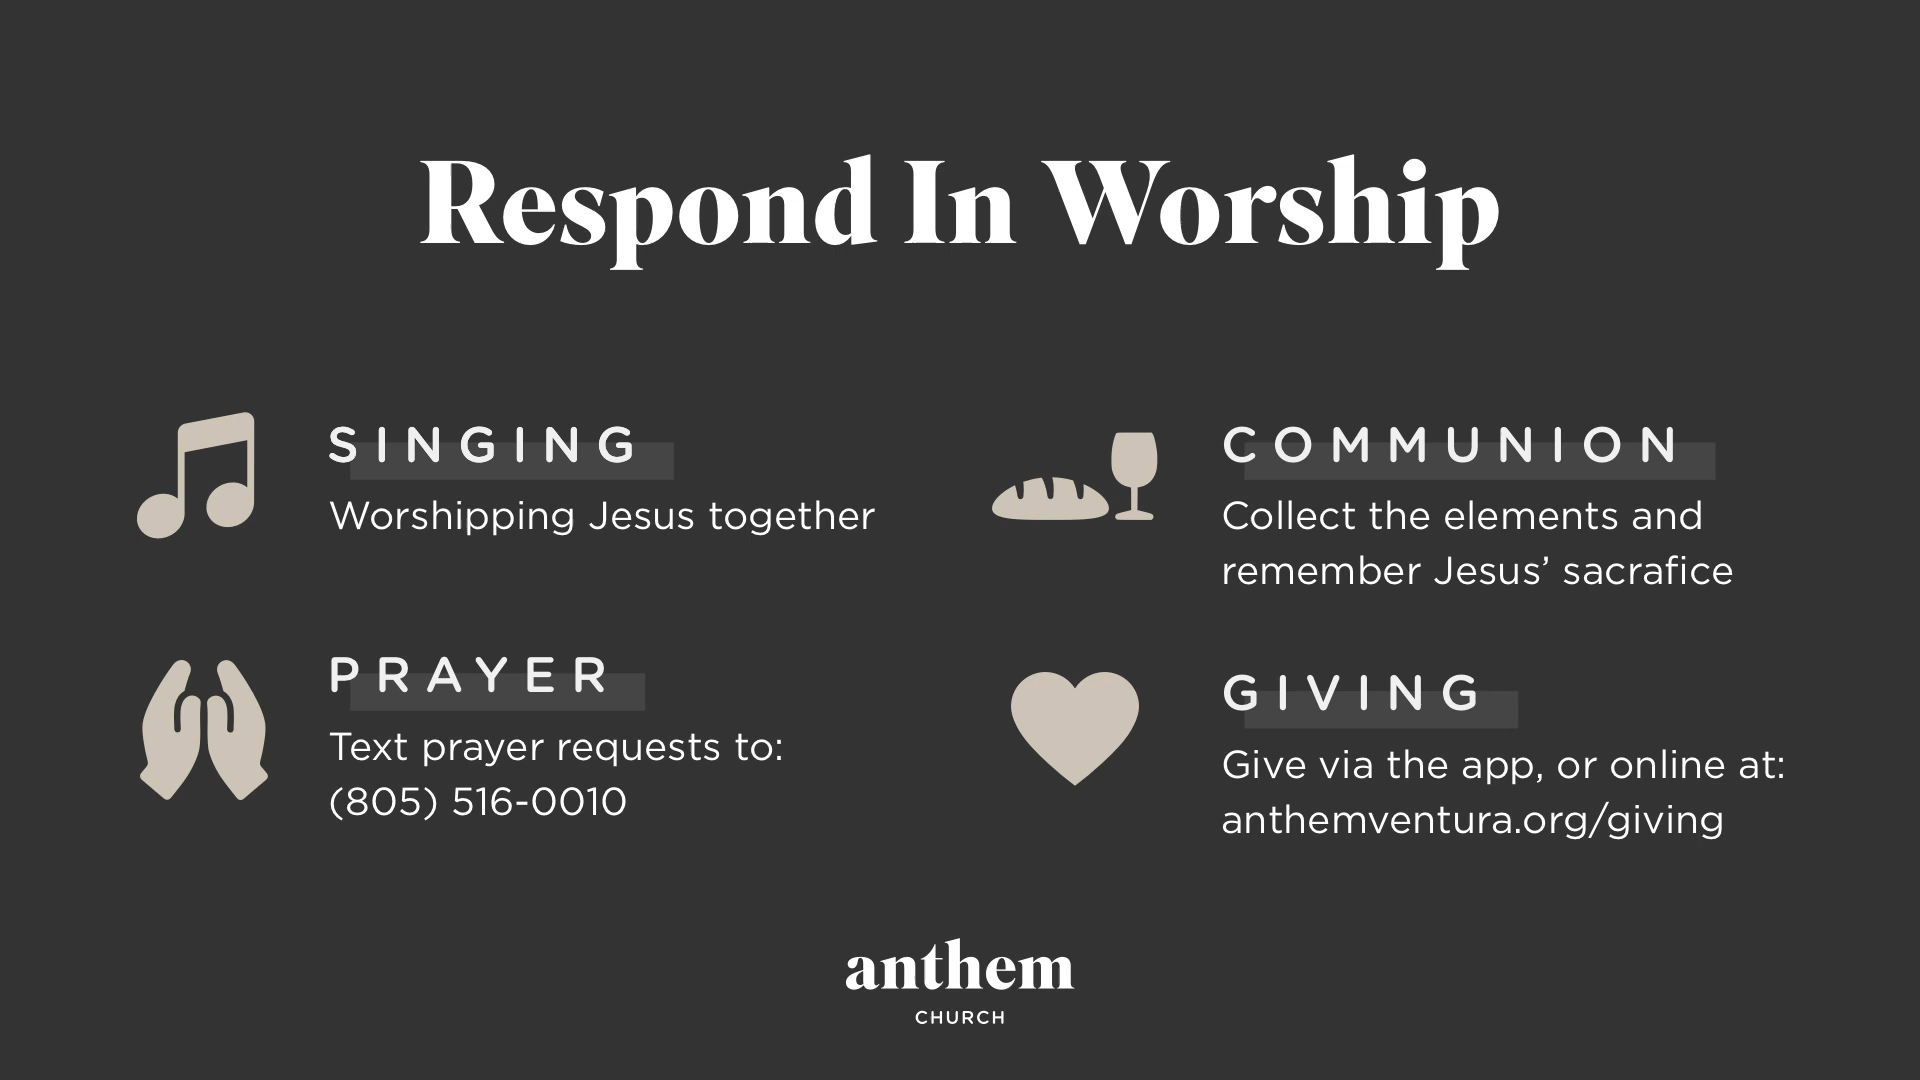 Respond In Worship
SINGING
Worshipping Jesus together
COMMUNION
Collect the elements and
remember Jesus’ sacrafice
PRAYER
Text prayer requests to:
(805) 516-0010
GIVING
Give via the app, or online at:
anthemventura.org/giving
anthem
CHURCH